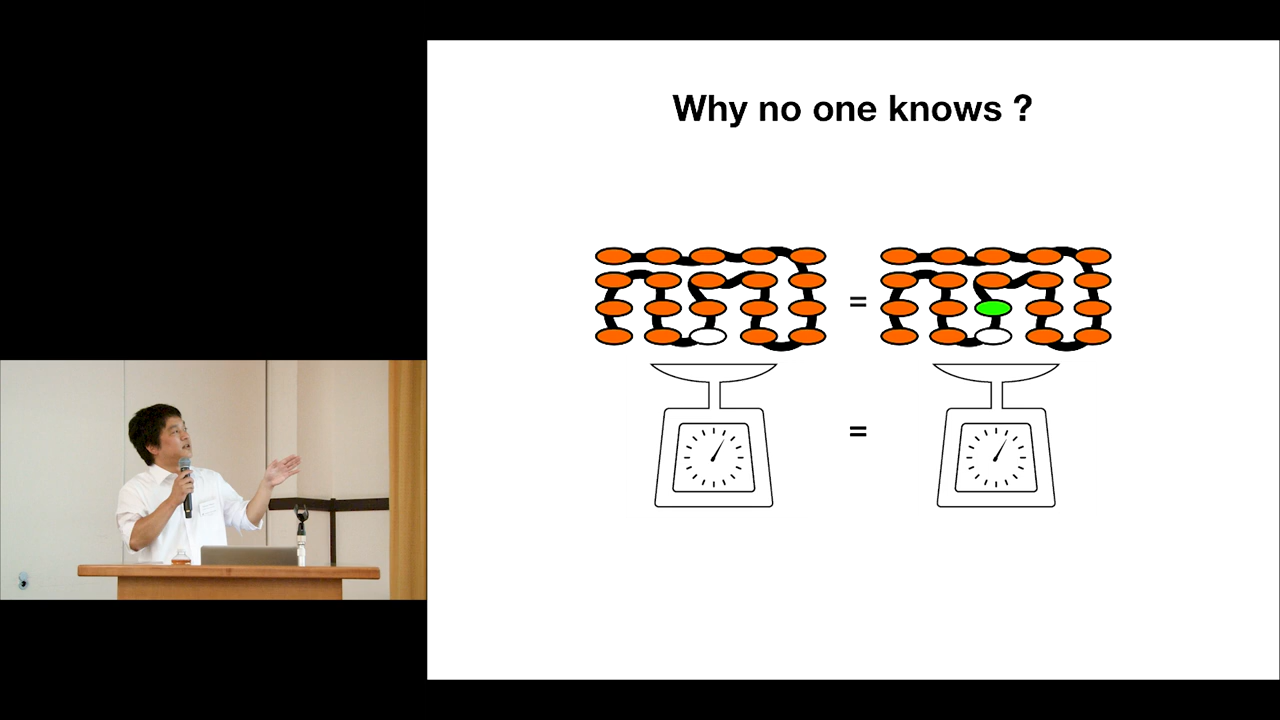 Why no one knows ?
=
=